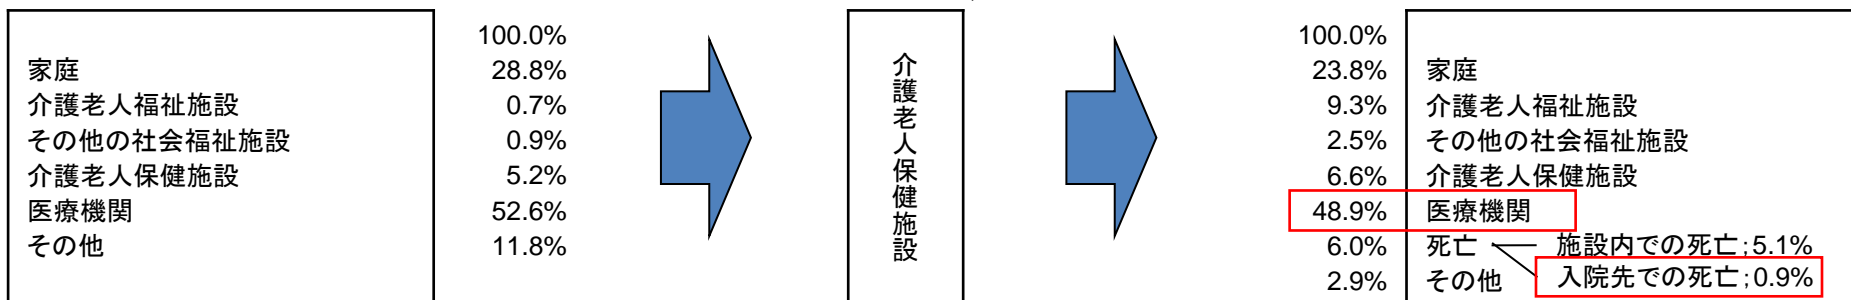 100.0%
家庭 28.8%
介護老人福祉施設 0.7%
その他の社会福祉施設 0.9%
介護老人保健施設 5.2%
医療機関 52.6%
その他 11.8%
介護老人保健施設
100.0%
23.8% 家庭
9.3% 介護老人福祉施設
2.5% その他の社会福祉施設
6.6% 介護老人保健施設
48.9% 医療機関
6.0% 死亡 施設内での死亡;5.1%
2.9% その他 入院先での死亡;0.9%